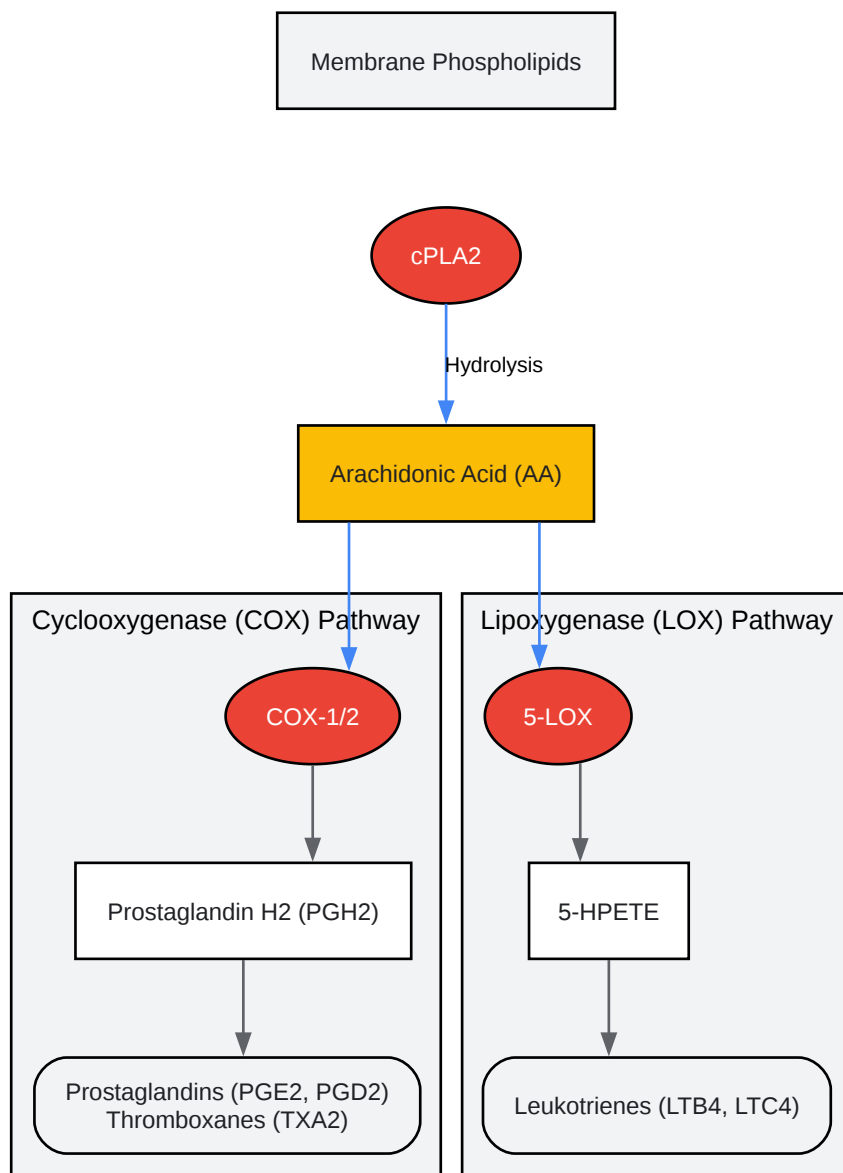 Membrane Phospholipids
cPLA2
Hydrolysis
Arachidonic Acid (AA)
Cyclooxygenase (COX) Pathway
Lipoxygenase (LOX) Pathway
COX-1/2
5-LOX
Prostaglandin H2 (PGH2)
5-HPETE
Prostaglandins (PGE2, PGD2)
Thromboxanes (TXA2)
Leukotrienes (LTB4, LTC4)